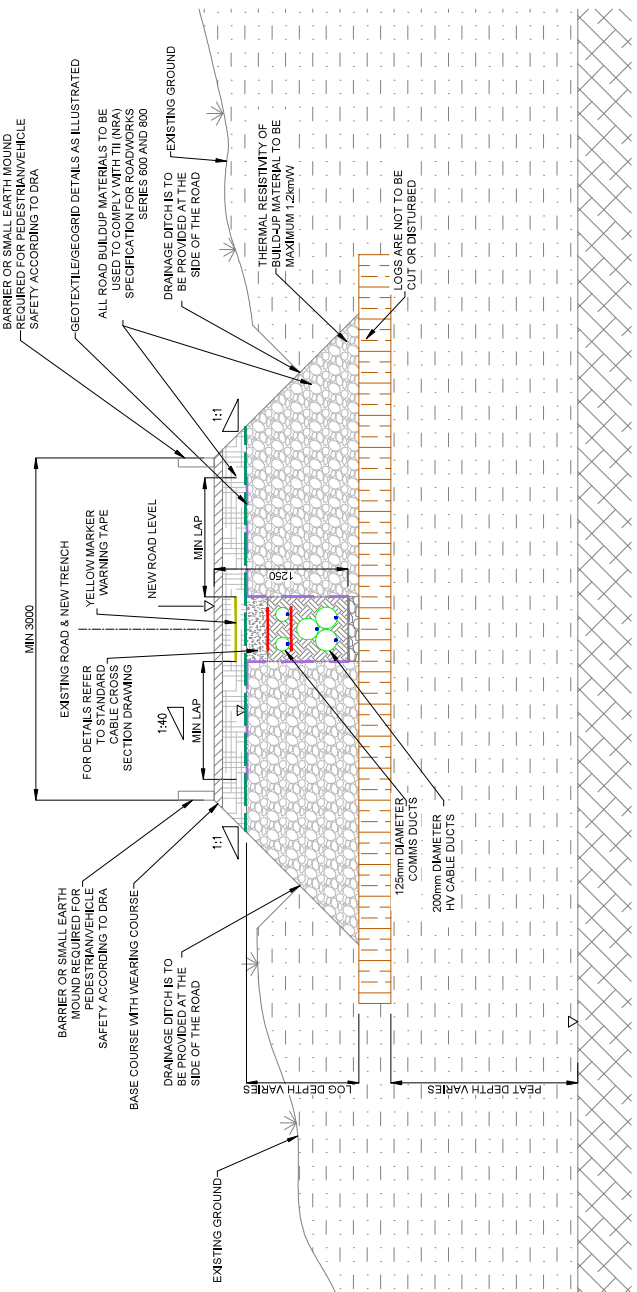 BARRIER OR SMALL EARTH
MOUND REQUIRED FOR
PEDESTRIAN/VEHICLE
SAFETY ACCORDING TO DRA
BASE COURSE WITH WEARING COURSE
DRAINAGE DITCH IS TO
BE PROVIDED AT THE
SIDE OF THE ROAD
EXISTING GROUND
1:1
MIN 3000
EXISTING ROAD & NEW TRENCH
FOR DETAILS REFER
TO STANDARD
CABLE CROSS
SECTION DRAWING
YELLOW MARKER
WARNING TAPE
NEW ROAD LEVEL
1:40
MIN LAP
MIN LAP
1250
1:1
BARRIER OR SMALL EARTH MOUND
REQUIRED FOR PEDESTRIAN/VEHICLE
SAFETY ACCORDING TO DRA
GEOTEXTILE/GEOGRID DETAILS AS ILLUSTRATED
ALL ROAD BUILDUP MATERIALS TO BE
USED TO COMPLY WITH TII (NRA)
SPECIFICATION FOR ROADWORKS
SERIES 600 AND 800
DRAINAGE DITCH IS TO
BE PROVIDED AT THE
SIDE OF THE ROAD
EXISTING GROUND
THERMAL RESISTIVITY OF
BUILD-UP MATERIAL TO BE
MAXIMUM 1.2km/W
LOGS ARE NOT TO BE
CUT OR DISTURBED
125mm DIAMETER
COMMS DUCTS
200mm DIAMETER
HV CABLE DUCTS
LOG DEPTH VARIES
PEAT DEPTH VARIES